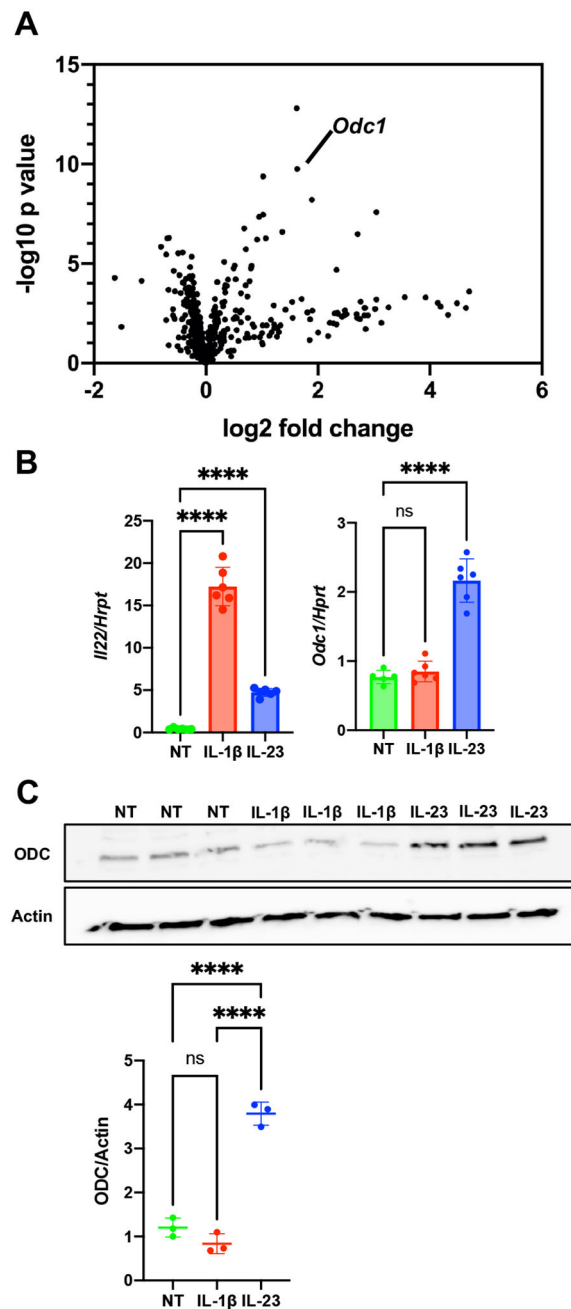 A
15
10
5
0
-log10 p value
Odc1
-2
0
2
4
6
log2 fold change
B
****
****
25
20
15
10
5
0
Il22/Hrpt
NT
IL-1β
IL-23
****
ns
3
2
1
0
Odc1/Hprt
NT
IL-1β
IL-23
C
NT NT NT IL-1β IL-1β IL-1β IL-23 IL-23 IL-23
ODC
Actin
****
****
ns
5
4
3
2
1
0
ODC/Actin
NT
IL-1β
IL-23